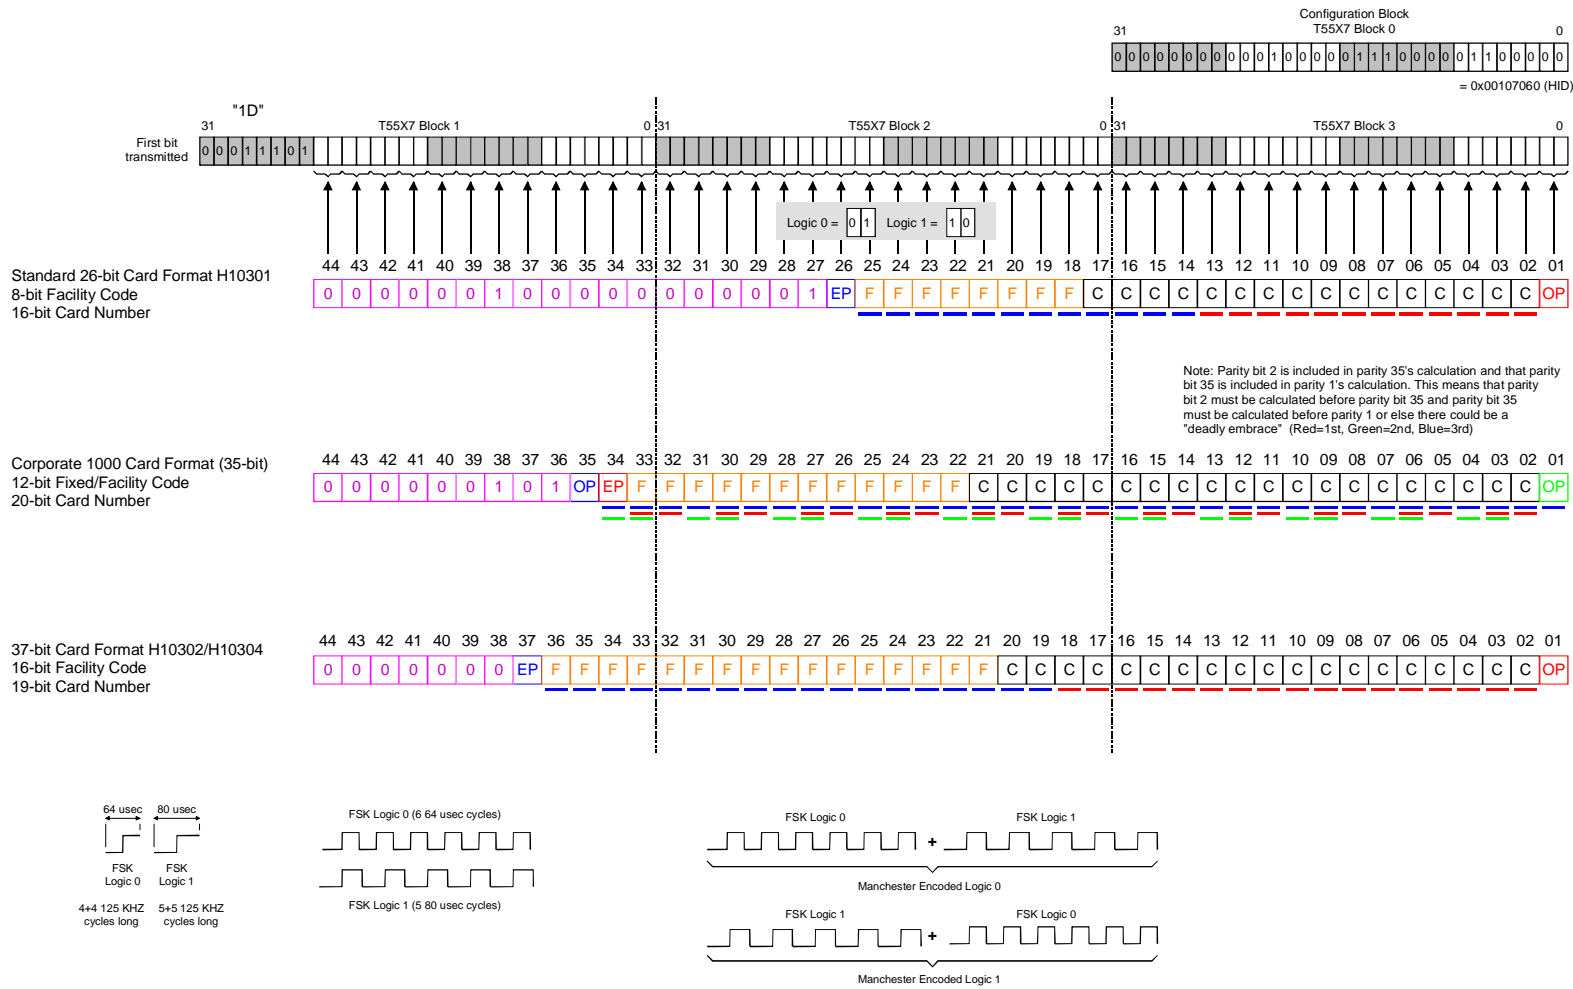 Configuration Block
31 T55X7 Block 0 0
0 0 0 0 0 0 0 0 0 0 0 1 0 0 0 0 0 1 1 1 0 0 0 0 0 1 1 0 0 0 0 0
= 0x00107060 (HID)
"1D"
31 T55X7 Block 1 0 31 T55X7 Block 2 0 31 T55X7 Block 3 0
First bit
transmitted
0 0 0 1 1 1 0 1
Logic 0 = 0 1 Logic 1 = 1 0
44 43 42 41 40 39 38 37 36 35 34 33 32 31 30 29 28 27 26 25 24 23 22 21 20 19 18 17 16 15 14 13 12 11 10 09 08 07 06 05 04 03 02 01
Standard 26-bit Card Format H10301
8-bit Facility Code
16-bit Card Number
0 0 0 0 0 0 1 0 0 0 0 0 0 0 0 0 0 1 EP F F F F F F F F C C C C C C C C C C C C C C C C OP
Note: Parity bit 2 is included in parity 35's calculation and that parity
bit 35 is included in parity 1's calculation. This means that parity
bit 2 must be calculated before parity bit 35 and parity bit 35
must be calculated before parity 1 or else there could be a
"deadly embrace" (Red=1st, Green=2nd, Blue=3rd)
44 43 42 41 40 39 38 37 36 35 34 33 32 31 30 29 28 27 26 25 24 23 22 21 20 19 18 17 16 15 14 13 12 11 10 09 08 07 06 05 04 03 02 01
Corporate 1000 Card Format (35-bit)
12-bit Fixed/Facility Code
20-bit Card Number
0 0 0 0 0 0 1 0 1 OP EP F F F F F F F F F F F F C C C C C C C C C C C C C C C C C C C C OP
44 43 42 41 40 39 38 37 36 35 34 33 32 31 30 29 28 27 26 25 24 23 22 21 20 19 18 17 16 15 14 13 12 11 10 09 08 07 06 05 04 03 02 01
37-bit Card Format H10302/H10304
16-bit Facility Code
19-bit Card Number
0 0 0 0 0 0 0 EP F F F F F F F F F F F F F F F F C C C C C C C C C C C C C C C C C C C OP
64 usec 80 usec
FSK
Logic 0
FSK
Logic 1
4+4 125 KHZ
cycles long
5+5 125 KHZ
cycles long
FSK Logic 0 (6 64 usec cycles)
FSK Logic 1 (5 80 usec cycles)
FSK Logic 0 + FSK Logic 1
Manchester Encoded Logic 0
FSK Logic 1 + FSK Logic 0
Manchester Encoded Logic 1